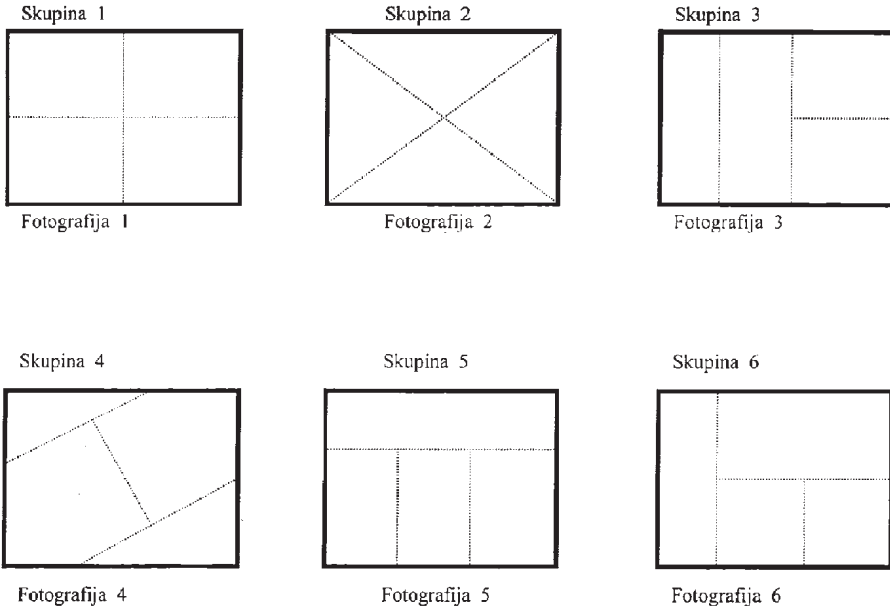 Skupina 1
Skupina 2
Skupina 3
Fotografija 1
Fotografija 2
Fotografija 3
Skupina 4
Skupina 5
Skupina 6
Fotografija 4
Fotografija 5
Fotografija 6